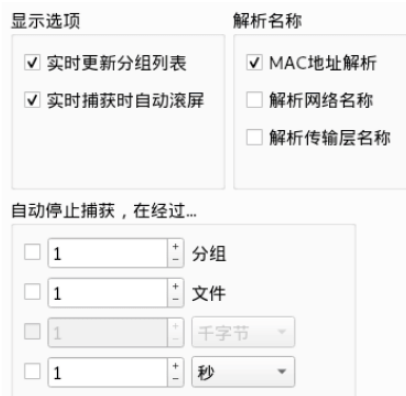 显示选项
实时更新分组列表
实时捕获时自动滚屏
解析名称
MAC地址解析
解析网络名称
解析传输层名称
自动停止捕获，在经过...
1 分组
1 文件
1 千字节
1 秒